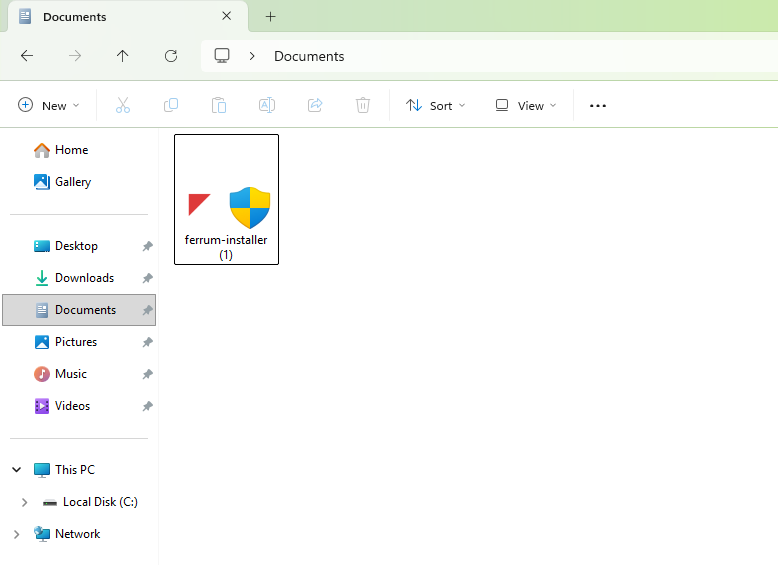 Documents
Documents
New
Sort
View
Home
Gallery
Desktop
Downloads
Documents
Pictures
Music
Videos
This PC
Local Disk (C:)
Network
ferrum-installer
(1)